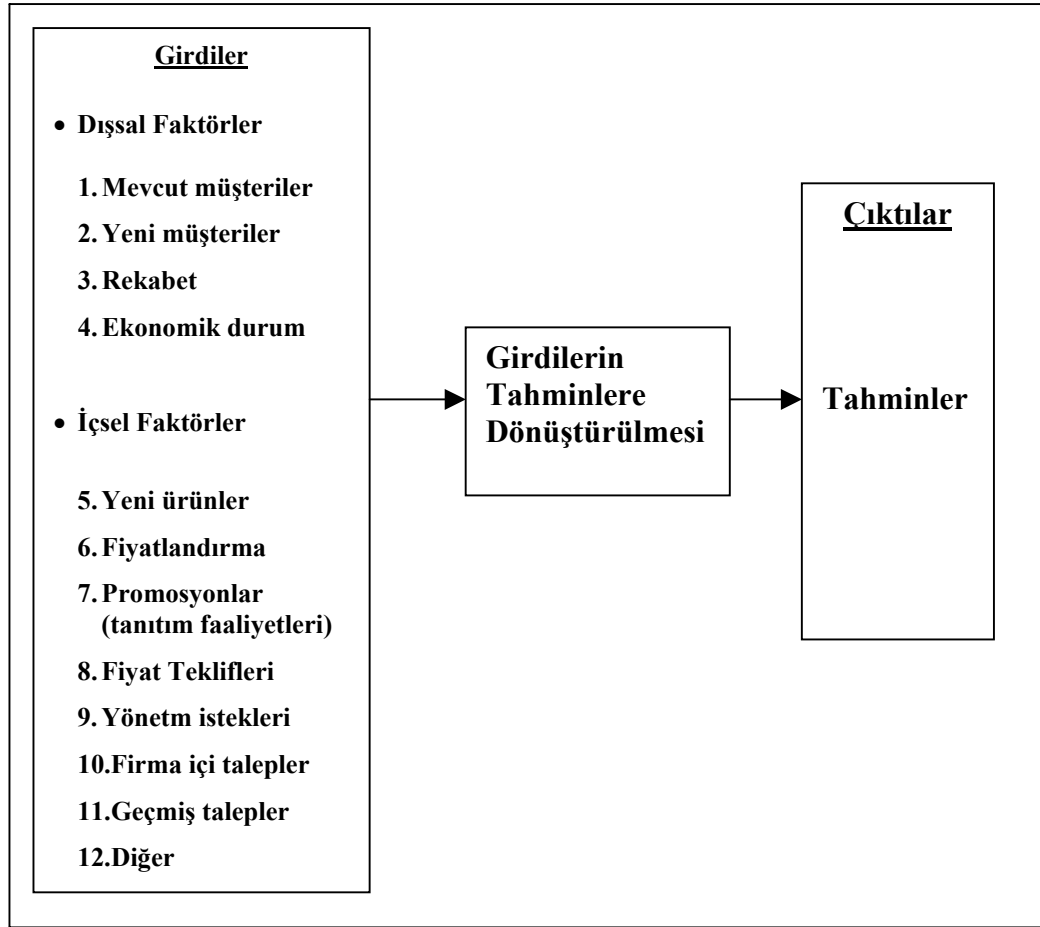 Girdiler
• Dışsal Faktörler
1. Mevcut müşteriler
2. Yeni müşteriler
3. Rekabet
4. Ekonomik durum
• İçsel Faktörler
5. Yeni ürünler
6. Fiyatlandırma
7. Promosyonlar
(tanıtım faaliyetleri)
8. Fiyat Teklifleri
9. Yönetm istekleri
10.Firma içi talepler
11.Geçmiş talepler
12.Diğer
Girdilerin
Tahminlere
Dönüştürülmesi
Çıktılar
Tahminler